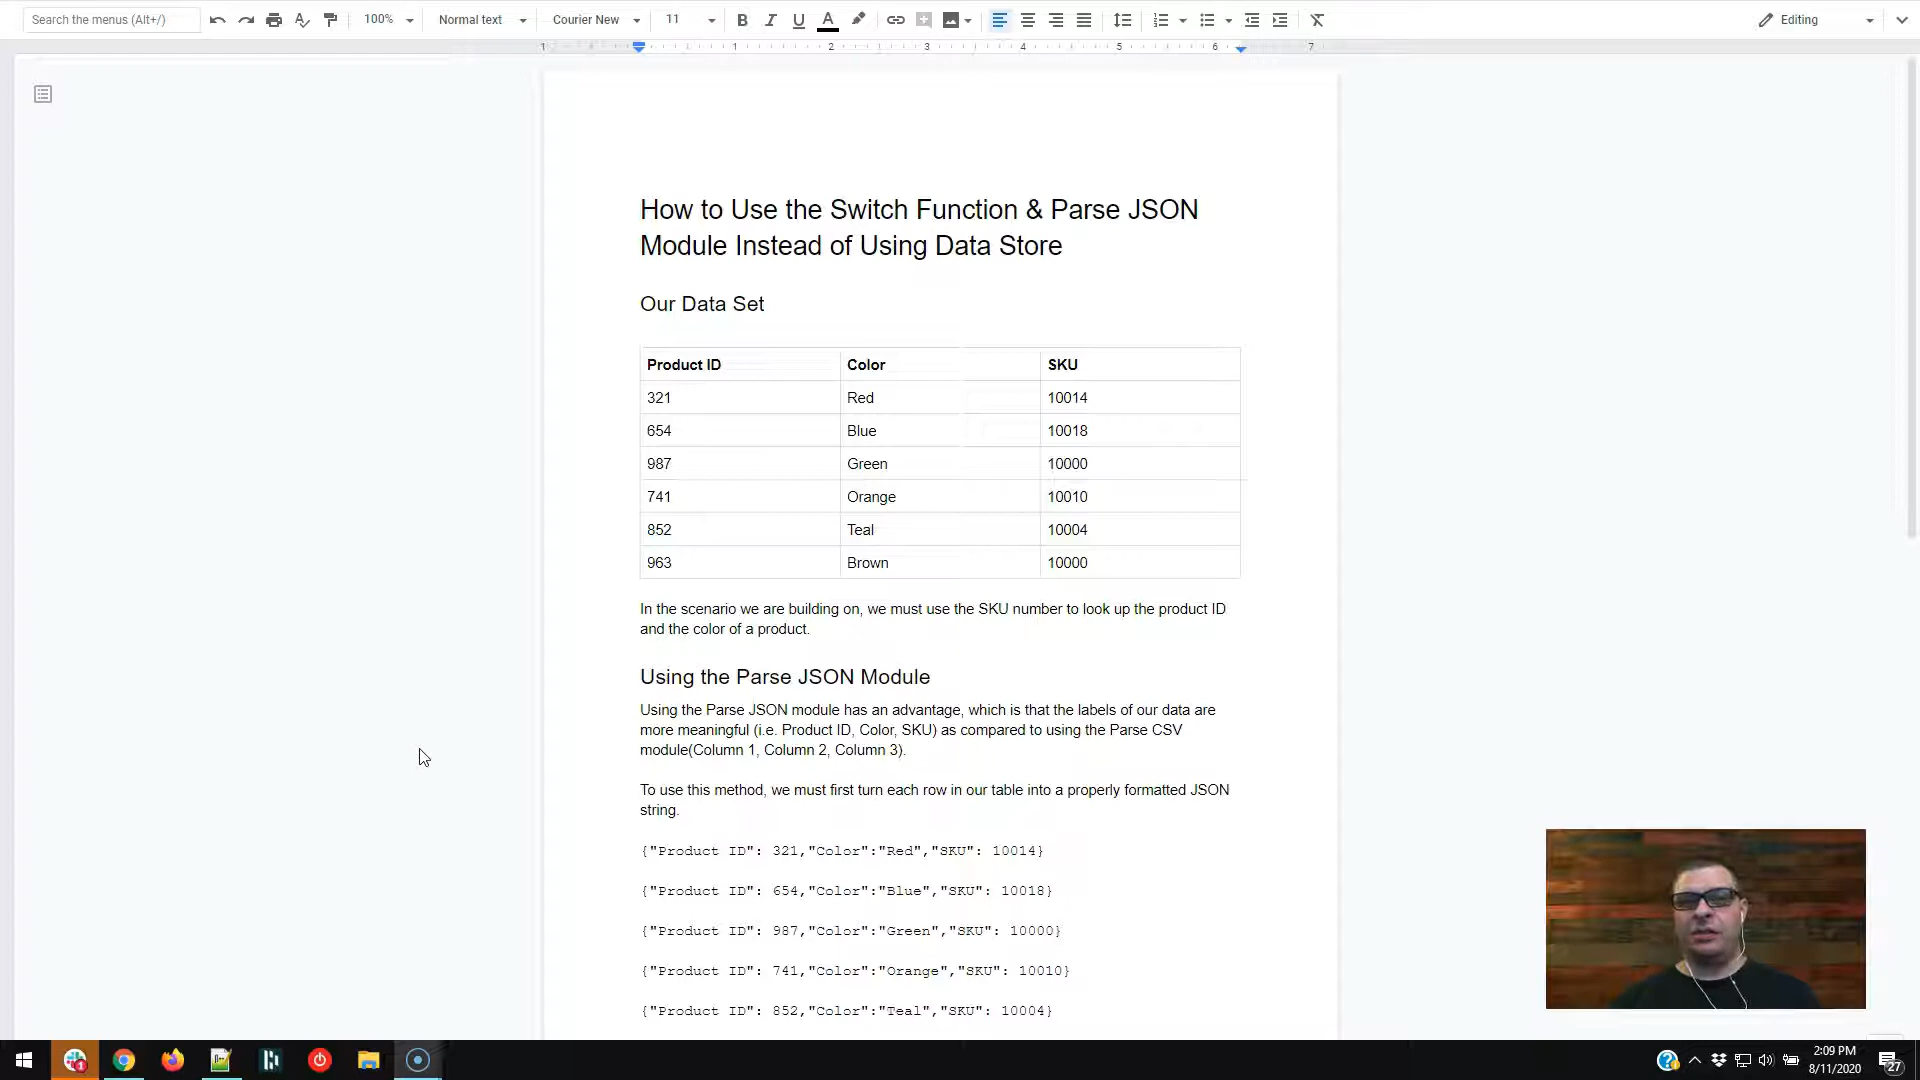 Search the menus (Alt+/)
100%
Normal text
Courier New
11
Editing
1 1 2 3 4 5 6 7
How to Use the Switch Function & Parse JSON
Module Instead of Using Data Store
Our Data Set
Product ID Color SKU
321 Red 10014
654 Blue 10018
987 Green 10000
741 Orange 10010
852 Teal 10004
963 Brown 10000
In the scenario we are building on, we must use the SKU number to look up the product ID
and the color of a product.
Using the Parse JSON Module
Using the Parse JSON module has an advantage, which is that the labels of our data are
more meaningful (i.e. Product ID, Color, SKU) as compared to using the Parse CSV
module(Column 1, Column 2, Column 3).
To use this method, we must first turn each row in our table into a properly formatted JSON
string.
{"Product ID": 321,"Color":"Red","SKU": 10014}
{"Product ID": 654,"Color":"Blue","SKU": 10018}
{"Product ID": 987,"Color":"Green","SKU": 10000}
{"Product ID": 741,"Color":"Orange","SKU": 10010}
{"Product ID": 852,"Color":"Teal","SKU": 10004}
2:09 PM
8/11/2020
27